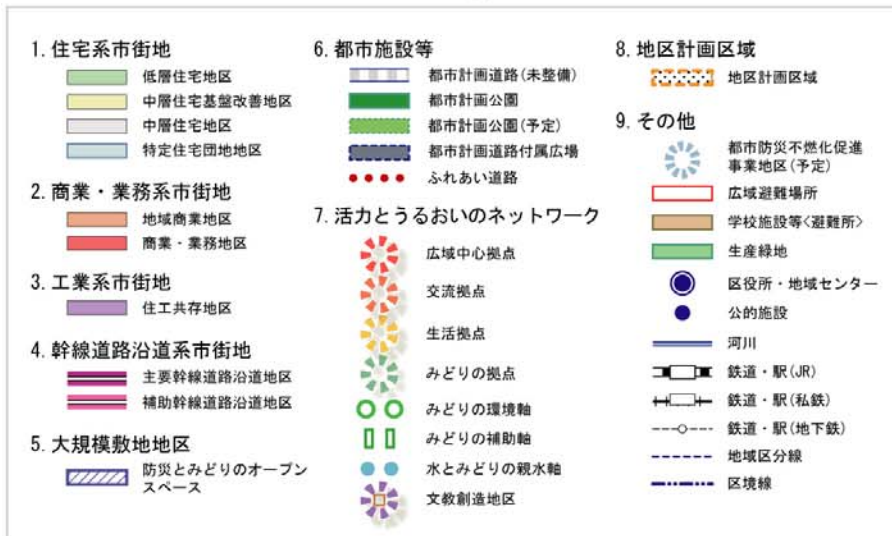 1. 住宅系市街地
低層住宅地区
中層住宅基盤改善地区
中層住宅地区
特定住宅団地地区
2. 商業・業務系市街地
地域商業地区
商業・業務地区
3. 工業系市街地
住工共存地区
4. 幹線道路沿道系市街地
主要幹線道路沿道地区
補助幹線道路沿道地区
5. 大規模敷地地区
防災とみどりのオープン
スペース
6. 都市施設等
都市計画道路(未整備)
都市計画公園
都市計画公園(予定)
都市計画道路付属広場
ふれあい道路
7. 活力とうるおいのネットワーク
広域中心拠点
交流拠点
生活拠点
みどりの拠点
みどりの環境軸
みどりの補助軸
水とみどりの親水軸
文教創造地区
8. 地区計画区域
地区計画区域
9. その他
都市防災不燃化促進
事業地区(予定)
広域避難場所
学校施設等<避難所>
生産緑地
区役所・地域センター
公的施設
河川
鉄道・駅(JR)
鉄道・駅(私鉄)
鉄道・駅(地下鉄)
地域区分線
区境線